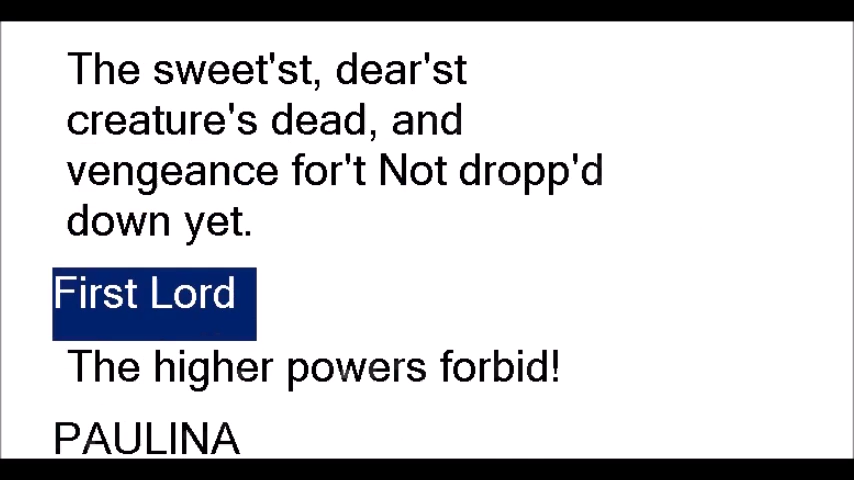 The sweet'st, dear'st
creature's dead, and
vengeance for't Not dropp'd
down yet.
First Lord
The higher powers forbid!
PAULINA